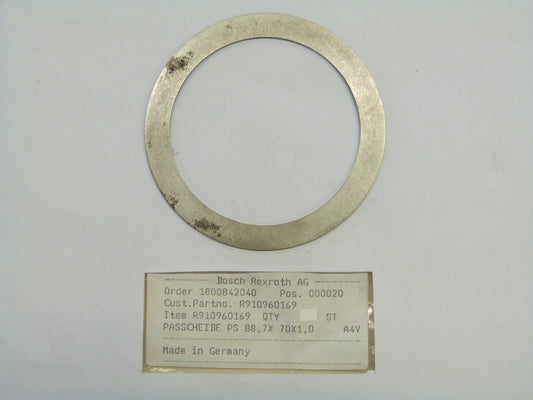 Bosch Rexroth AG
Order 1800842040 Pos. 000020
Cust.Partno. R910960169
Item R910960169 QTY ST
PASSCHEIBE PS 88,7X 70X1,0 A4V
Made in Germany